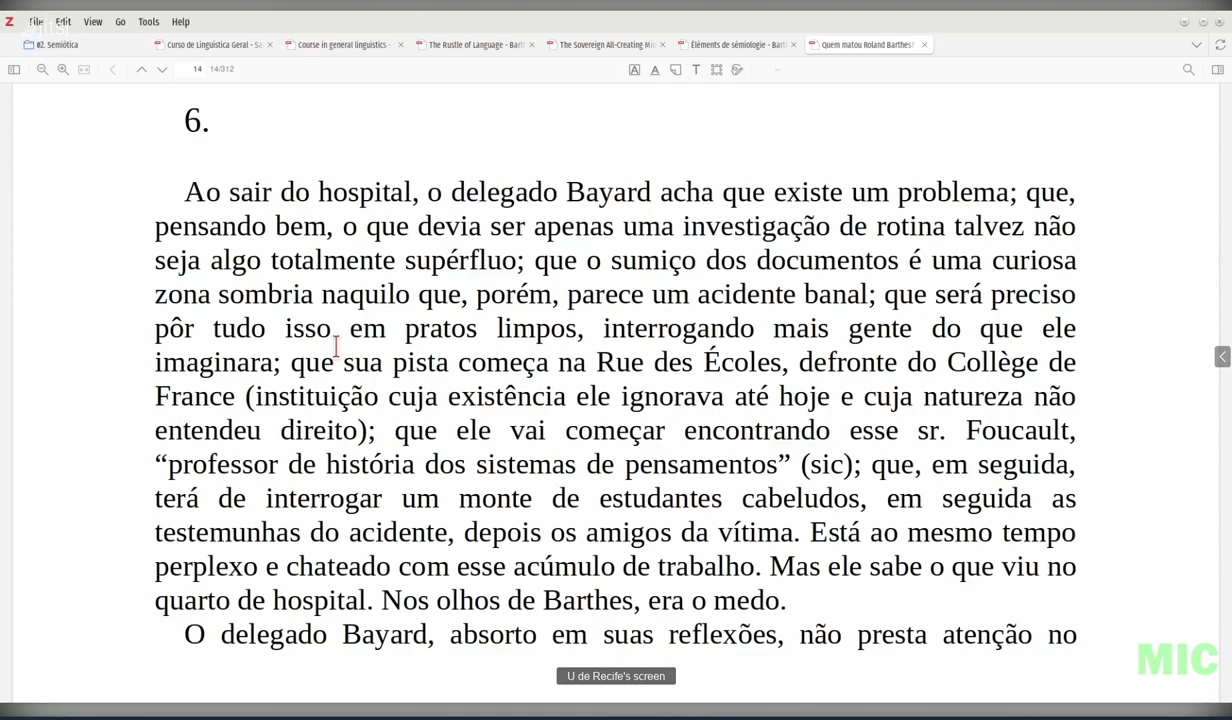 Z File Edit View Go Tools Help
#2. Semiótica Curso de Linguística Geral - Sa Course in general linguistics - The Rustle of Language - Bart The Sovereign All-Creating Min Éléments de sémiologie - Bart Quem matou Roland Barthes?
14 14/312
6.
Ao sair do hospital, o delegado Bayard acha que existe um problema; que,
pensando bem, o que devia ser apenas uma investigação de rotina talvez não
seja algo totalmente supérfluo; que o sumiço dos documentos é uma curiosa
zona sombria naquilo que, porém, parece um acidente banal; que será preciso
pôr tudo isso em pratos limpos, interrogando mais gente do que ele
imaginara; que sua pista começa na Rue des Écoles, defronte do Collège de
France (instituição cuja existência ele ignorava até hoje e cuja natureza não
entendeu direito); que ele vai começar encontrando esse sr. Foucault,
“professor de história dos sistemas de pensamentos” (sic); que, em seguida,
terá de interrogar um monte de estudantes cabeludos, em seguida as
testemunhas do acidente, depois os amigos da vítima. Está ao mesmo tempo
perplexo e chateado com esse acúmulo de trabalho. Mas ele sabe o que viu no
quarto de hospital. Nos olhos de Barthes, era o medo.
O delegado Bayard, absorto em suas reflexões, não presta atenção no
MIC
U de Recife's screen